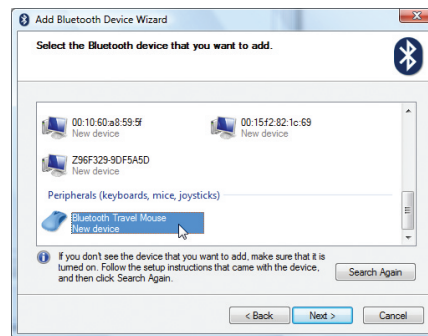 Add Bluetooth Device Wizard
Select the Bluetooth device that you want to add.
00:10:60:a8:59:5f
New device
00:15:f2:82:1c:69
New device
Z96F329-9DF5A5D
New device
Peripherals (keyboards, mice, joysticks)
Bluetooth Travel Mouse
New device
If you don't see the device that you want to add, make sure that it is
turned on. Follow the setup instructions that came with the device,
and then click Search Again.
Search Again
< Back
Next >
Cancel